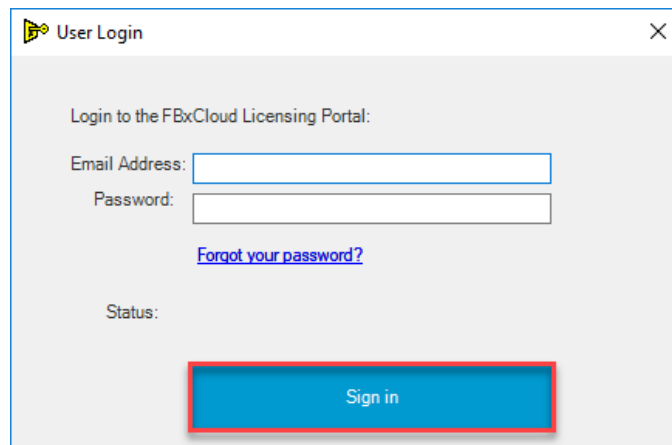 User Login
Login to the FBxCloud Licensing Portal:
Email Address:
Password:
Forgot your password?
Status:
Sign in